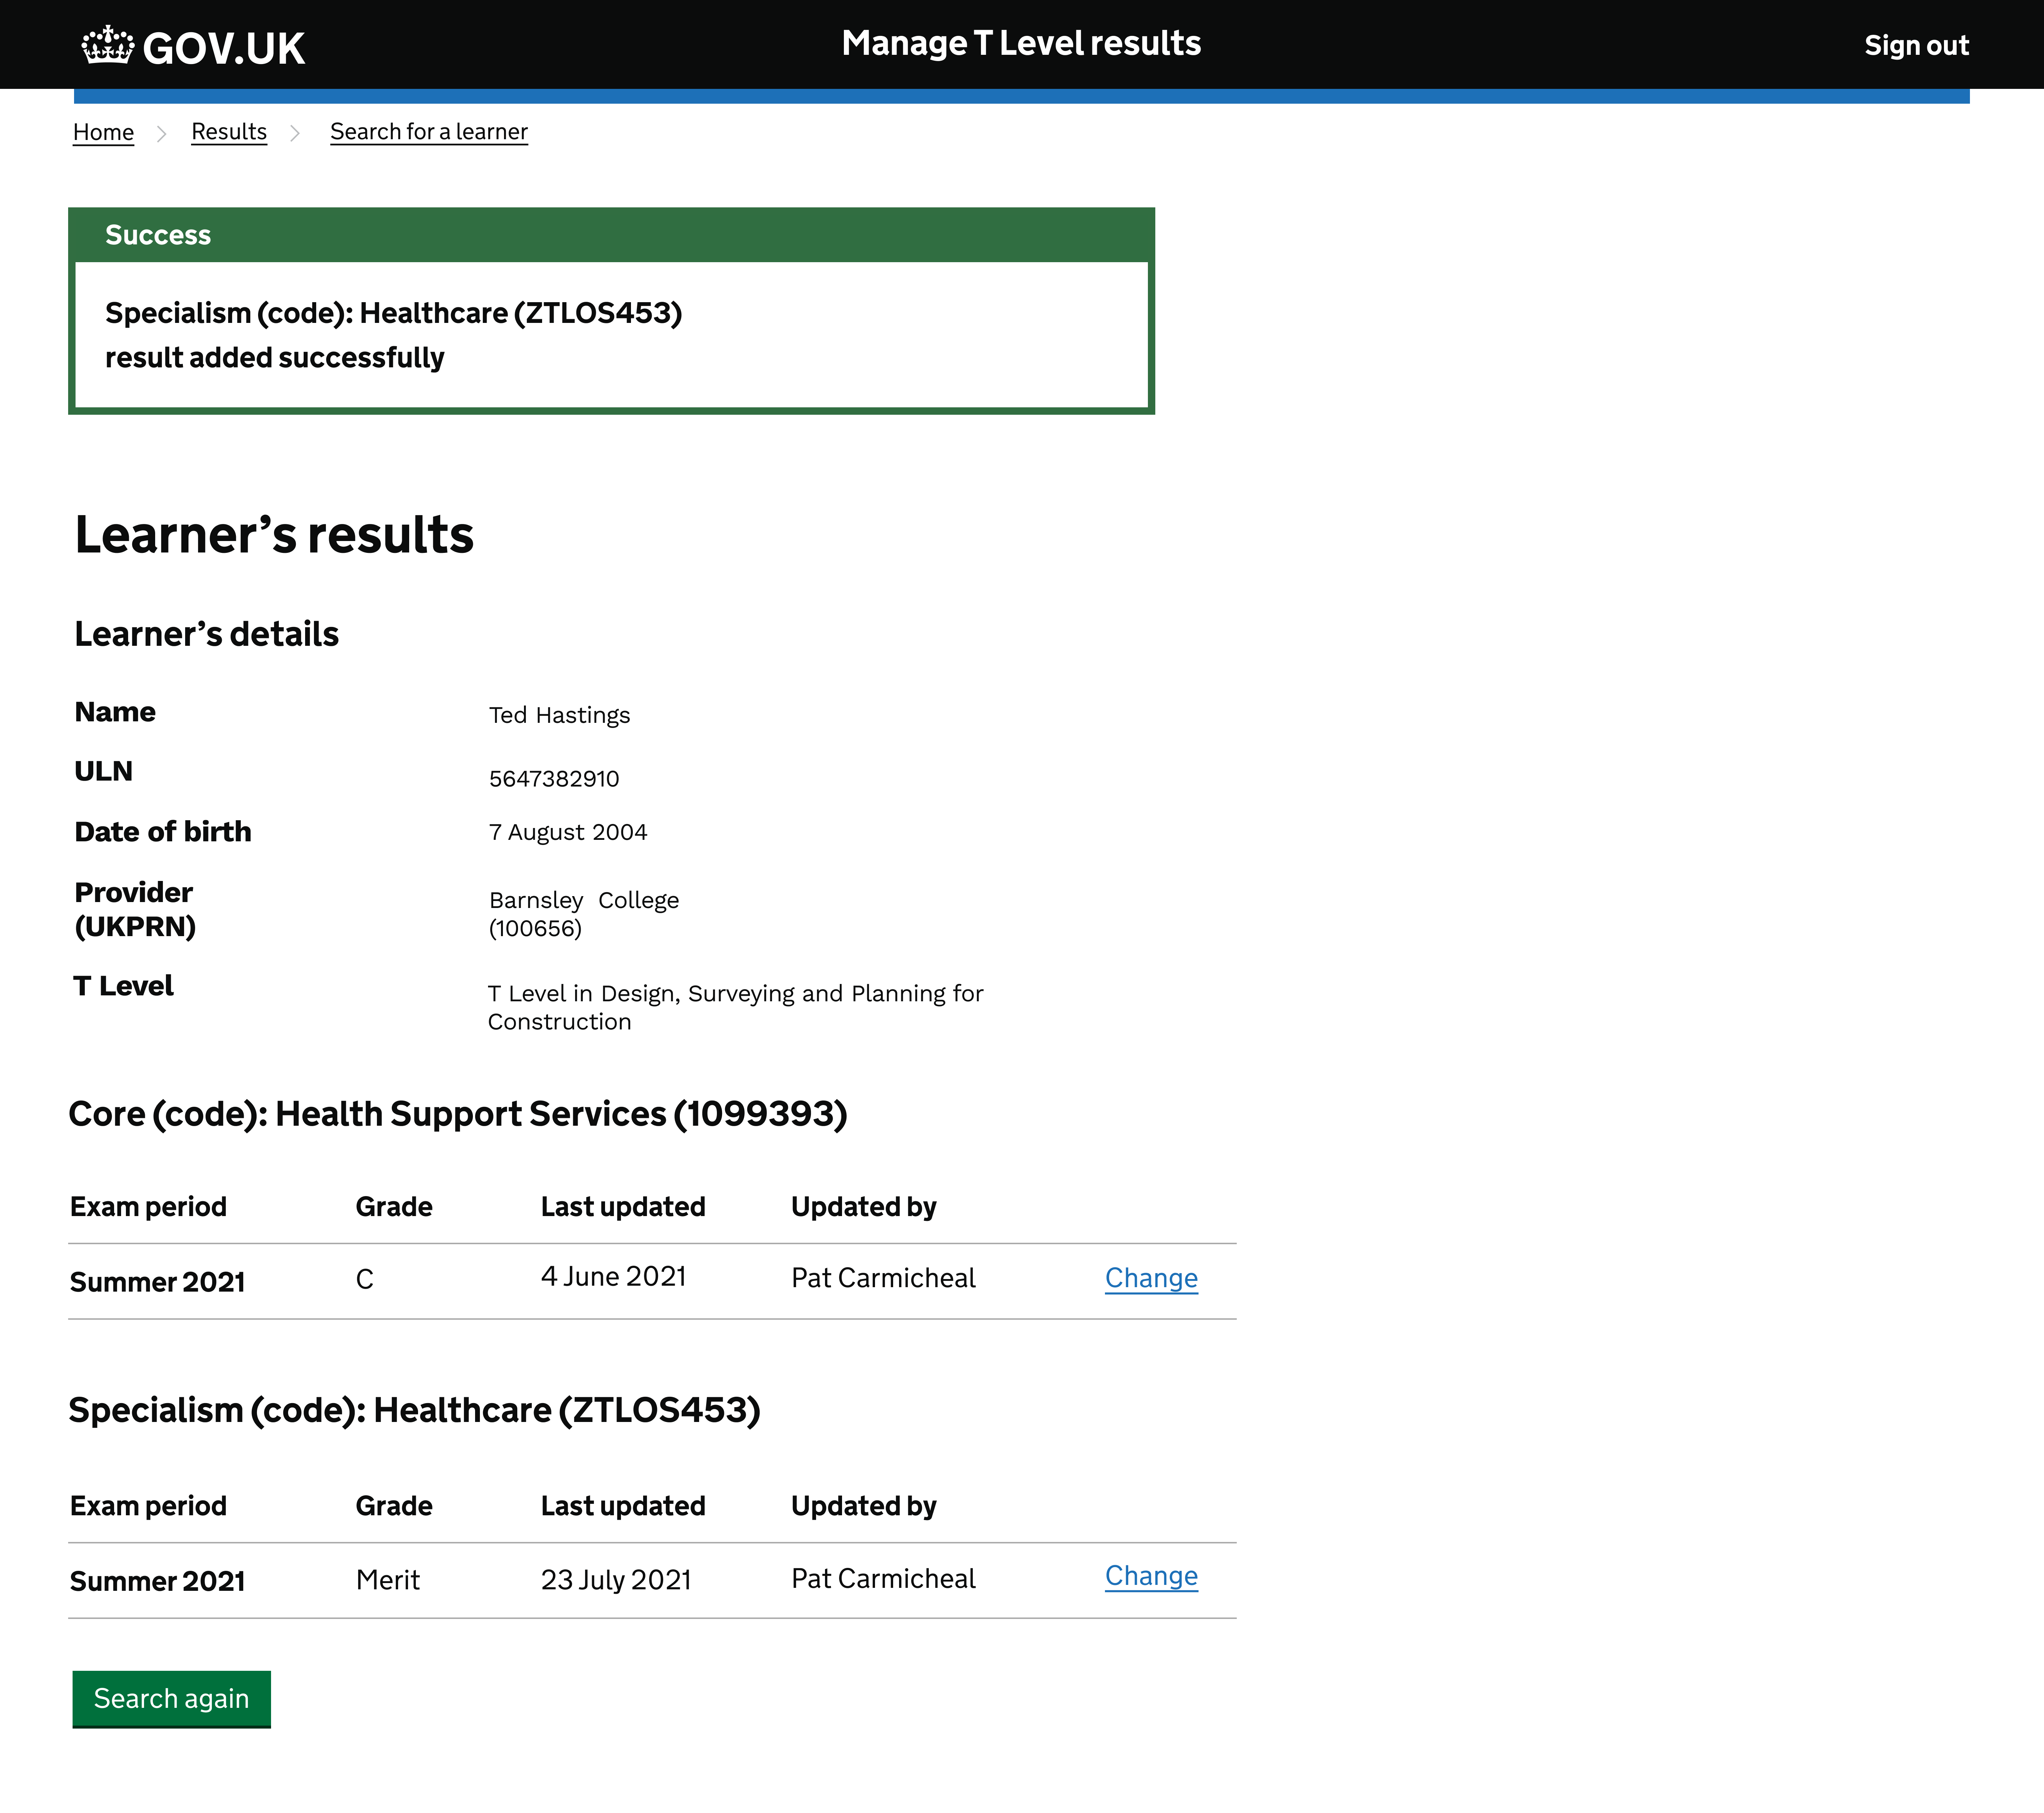 GOV.UK
Manage T Level results
Sign out
Home
Results
Search for a learner
Success
Specialism (code): Healthcare (ZTLOS453)
result added successfully
Learner’s results
Learner’s details
Name
Ted Hastings
ULN
5647382910
Date of birth
7 August 2004
Provider
(UKPRN)
Barnsley College
(100656)
T Level
T Level in Design, Surveying and Planning for
Construction
Core (code): Health Support Services (1099393)
Exam period Grade Last updated Updated by
Summer 2021 C 4 June 2021 Pat Carmicheal Change
Specialism (code): Healthcare (ZTLOS453)
Exam period Grade Last updated Updated by
Summer 2021 Merit 23 July 2021 Pat Carmicheal Change
Search again